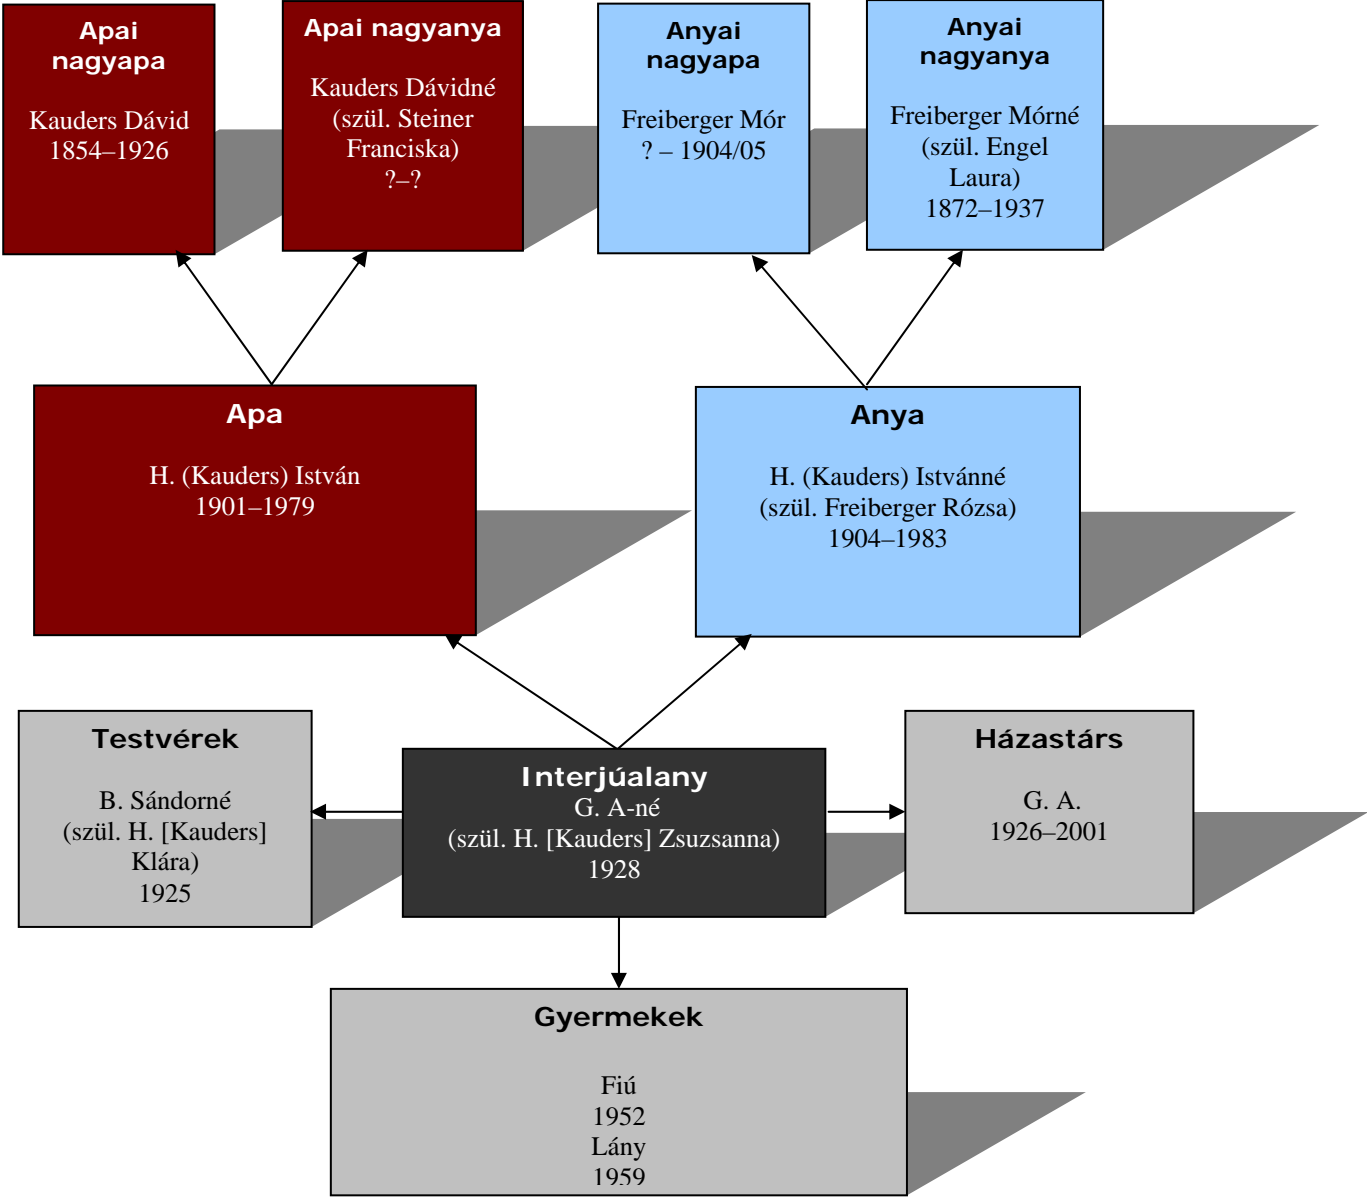 Apai
nagyapa
Kauders Dávid
1854–1926
Apai nagyanya
Kauders Dávidné
(szül. Steiner
Franciska)
?–?
Anyai
nagyapa
Freiberger Mór
? – 1904/05
Anyai
nagyanya
Freiberger Mórné
(szül. Engel
Laura)
1872–1937
Apa
H. (Kauders) István
1901–1979
Anya
H. (Kauders) Istvánné
(szül. Freiberger Rózsa)
1904–1983
Testvérek
B. Sándorné
(szül. H. [Kauders]
Klára)
1925
Interjúalany
G. A-né
(szül. H. [Kauders] Zsuzsanna)
1928
Házastárs
G. A.
1926–2001
Gyermekek
Fiú
1952
Lány
1959